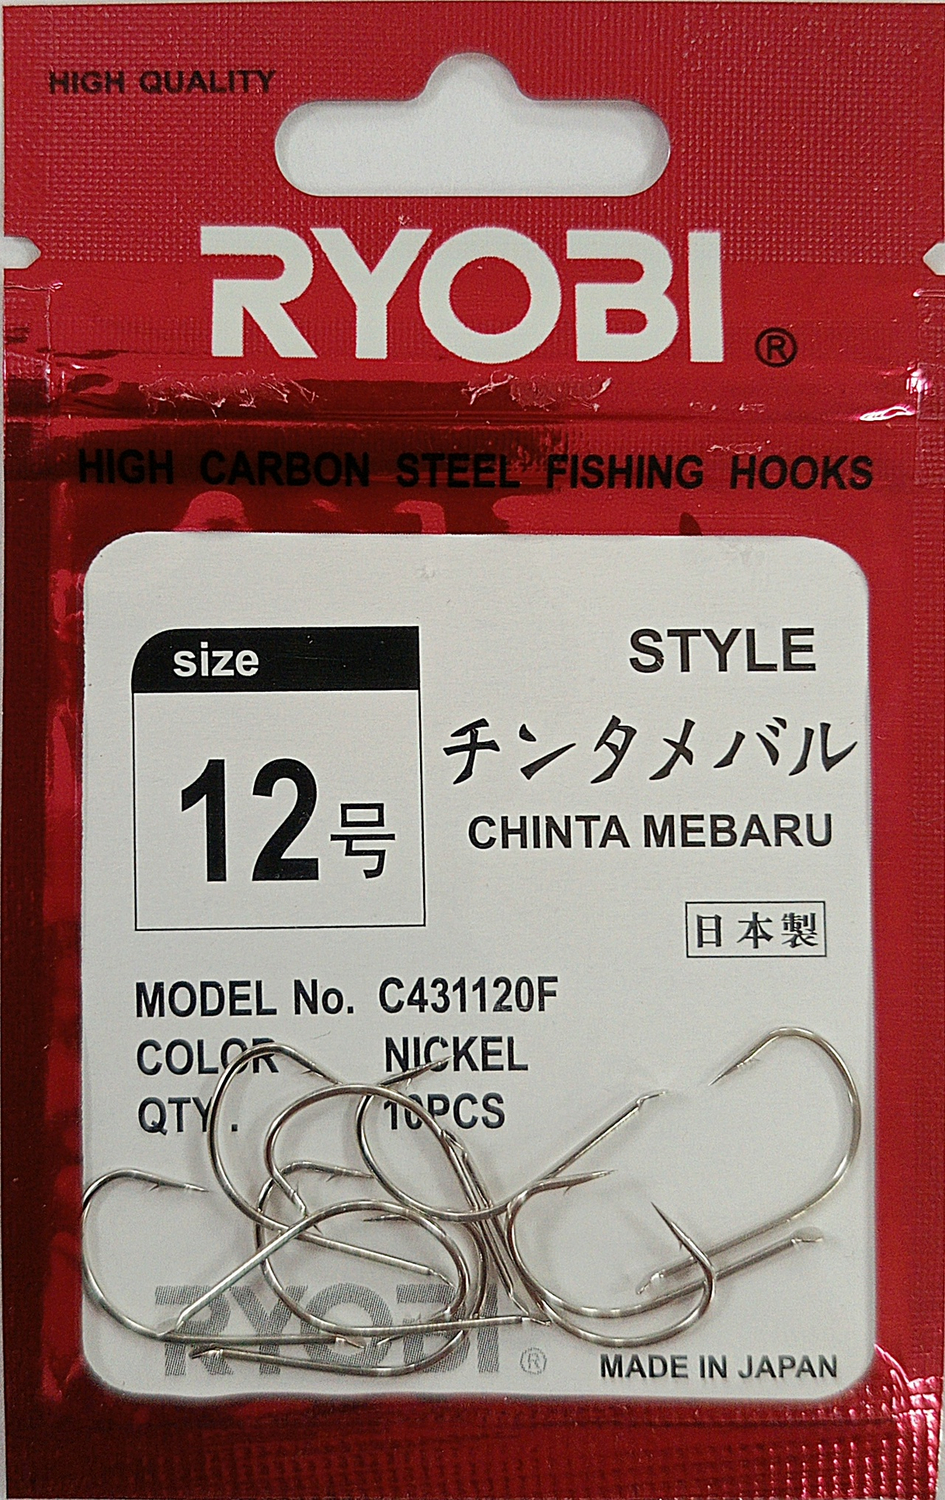 HIGH QUALITY
RYOBI ®
HIGH CARBON STEEL FISHING HOOKS
size
12号
STYLE
チンタメバル
CHINTA MEBARU
日本製
MODEL No. C431120F
COLOR NICKEL
QTY. 10PCS
RYOBI ®
MADE IN JAPAN